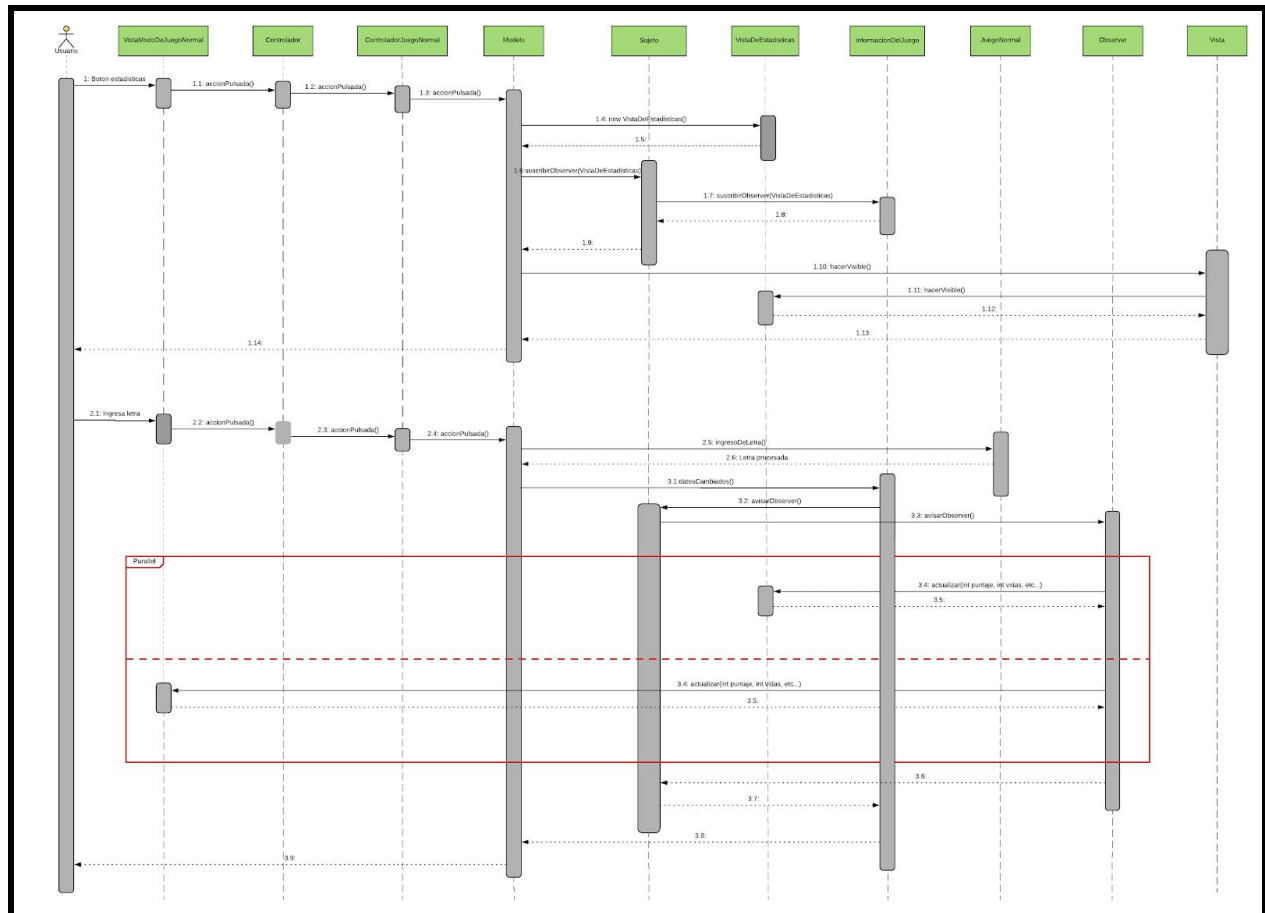 Usuario
VistaModoDeJuegoNormal
Controlador
ControladorJuegoNormal
Modelo
Sujeto
VistaDeEstadisticas
InformacionDelJuego
JuegoNormal
Observer
Vista
1: Boton estadisticas
1.1: accionPulsada()
1.2: accionPulsada()
1.3: accionPulsada()
1.4: new VistaDeEstadisticas()
1.5:
1.6:suscribirObserver(VistaDeEstadisticas)
1.7: suscribirObserver(VistaDeEstadisticas)
1.8:
1.9:
1.10: hacerVisible()
1.11: hacerVisible()
1.12:
1.13:
1.14:
2.1: Ingresa letra
2.2: accionPulsada()
2.3: accionPulsada()
2.4: accionPulsada()
2.5: ingresoDeLetra()
2.6: Letra procesada
3.1:datosCambiados()
3.2: avisarObserver()
3.3: avisarObserver()
Parallel
3.4: actualizar(int puntaje, int vidas, etc...)
3.5:
3.4: actualizar(int puntaje, int vidas, etc...)
3.5:
3.6:
3.7:
3.8:
3.9: